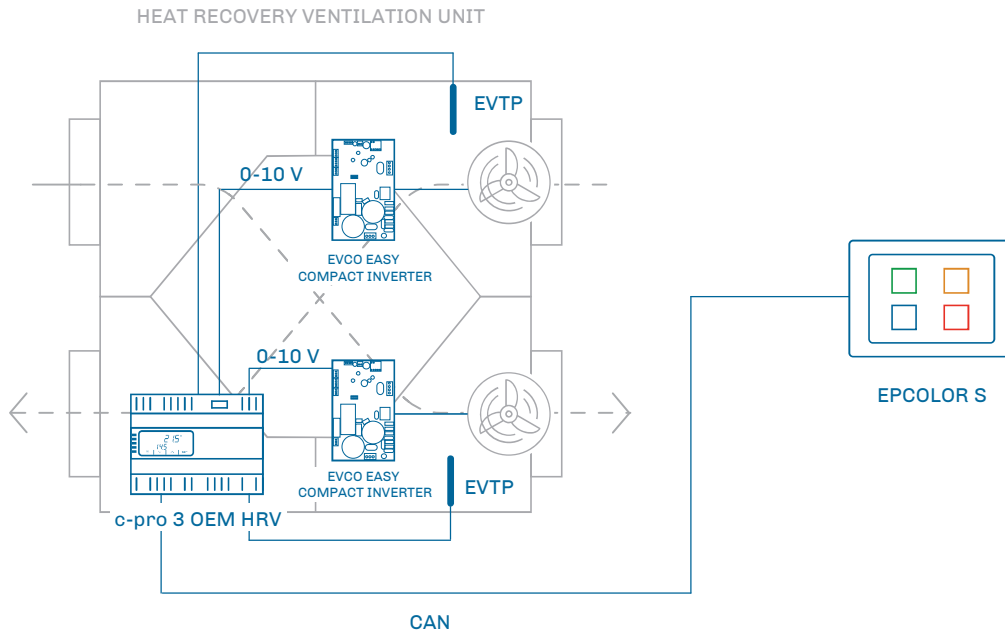 HEAT RECOVERY VENTILATION UNIT
EVTP
0-10 V
EVCO EASY
COMPACT INVERTER
0-10 V
EPCOLOR S
EVCO EASY
COMPACT INVERTER
EVTP
c-pro 3 OEM HRV
CAN